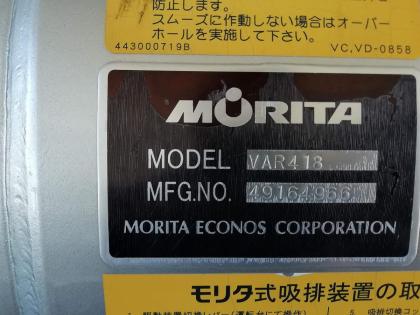 防止します。
スムーズに作動しない場合はオーバー
ホールを実施して下さい。
443000719B VC,VD-0858
MORITA
MODEL VAR418
MFG.NO. 49164966
MORITA ECONOS CORPORATION
モリタ式吸排装置の取